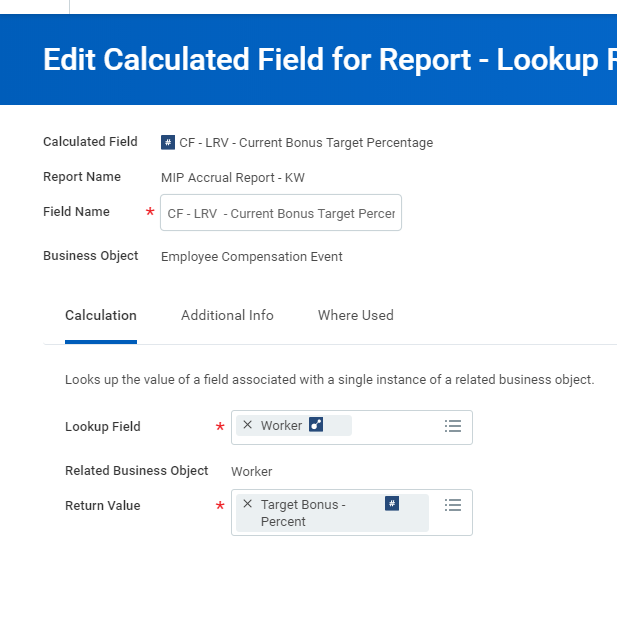 Edit Calculated Field for Report - Lookup
Calculated Field # CF - LRV - Current Bonus Target Percentage
Report Name MIP Accrual Report - KW
Field Name * CF - LRV - Current Bonus Target Percer
Business Object Employee Compensation Event
Calculation Additional Info Where Used
Looks up the value of a field associated with a single instance of a related business object.
Lookup Field * × Worker
Related Business Object Worker
Return Value * × Target Bonus - #
Percent